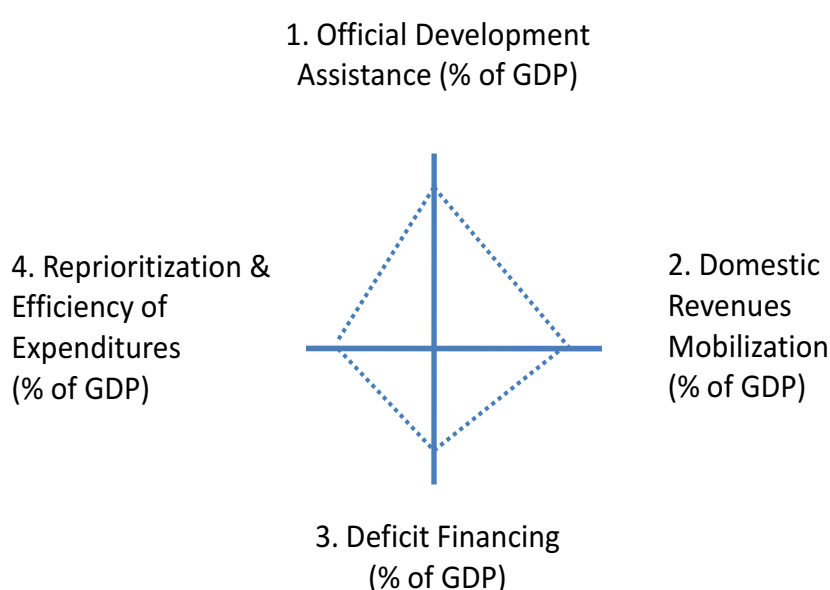 1. Official Development
Assistance (% of GDP)
4. Reprioritization &
Efficiency of
Expenditures
(% of GDP)
2. Domestic
Revenues
Mobilization
(% of GDP)
3. Deficit Financing
(% of GDP)